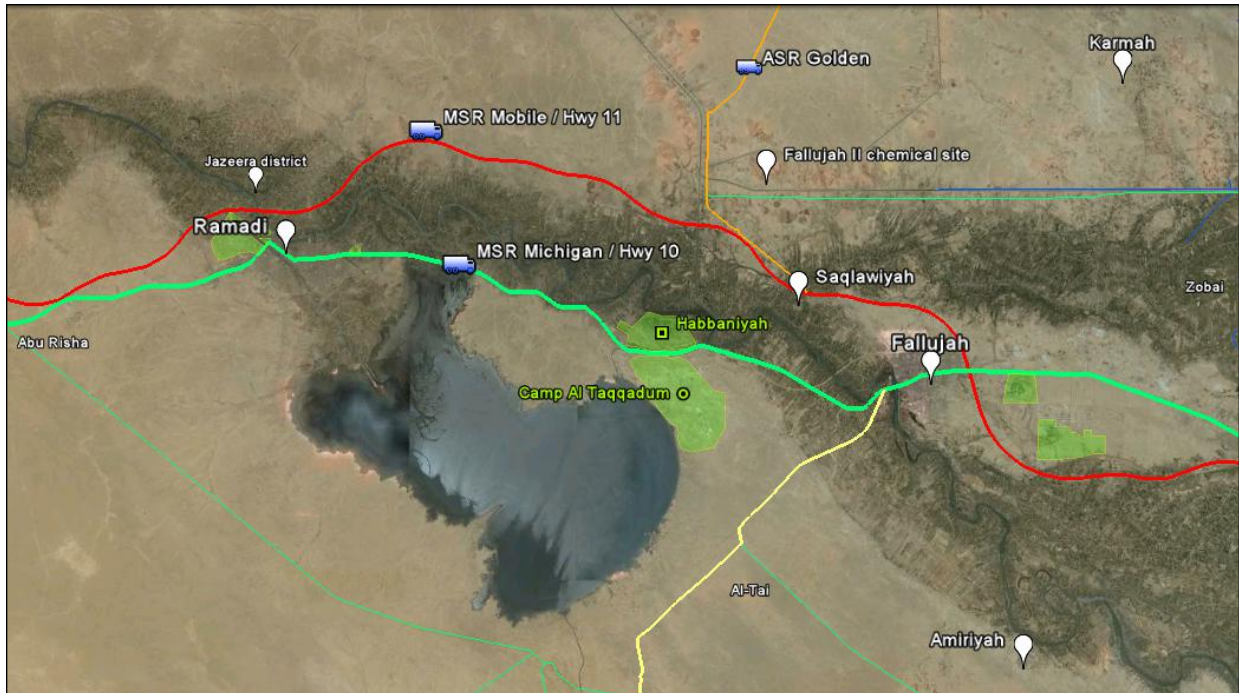 Karmah
ASR Golden
MSR Mobile / Hwy 11
Jazeera district
Fallujah II chemical site
Ramadi
MSR Michigan / Hwy 10
Saqlawiyah
Zobai
Habbaniyah
Abu Risha
Fallujah
Camp Al Taqqadum
Al-Tai
Amiriyah